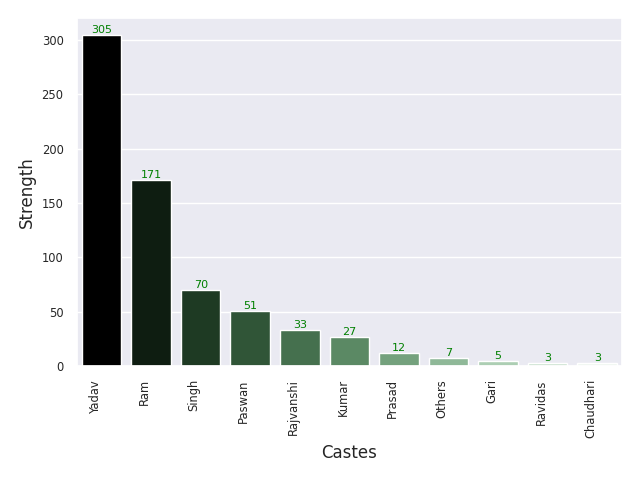 305
300
250
200
171
150
100
70
51
50
33
27
12
7
5
3
3
0
Strength
Yadav
Ram
Singh
Paswan
Rajvanshi
Kumar
Prasad
Others
Gari
Ravidas
Chaudhari
Castes